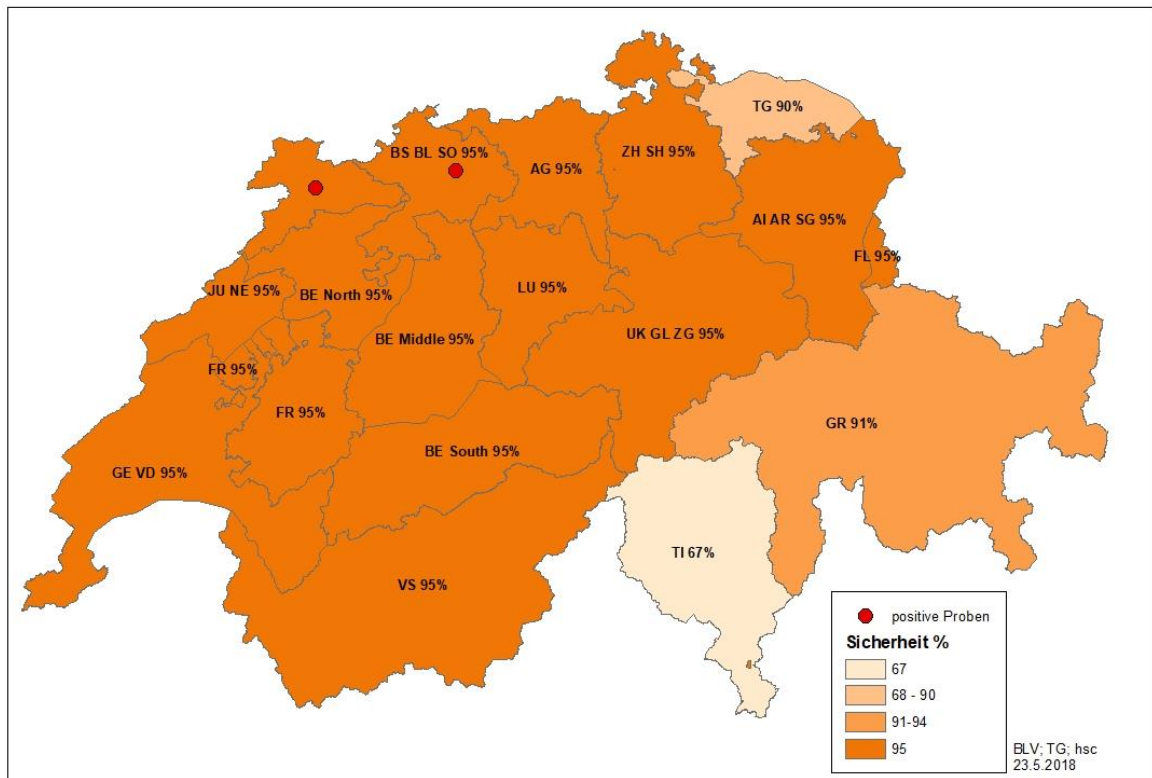 TG 90%
BS BL SO 95%
ZH SH 95%
AG 95%
AI AR SG 95%
FL 95%
JU NE 95%
BE North 95%
LU 95%
BE Middle 95%
UK GL ZG 95%
FR 95%
FR 95%
GR 91%
BE South 95%
GE VD 95%
TI 67%
VS 95%
positive Proben
Sicherheit %
67
68 - 90
91-94
95
BLV; TG; hsc
23.5.2018